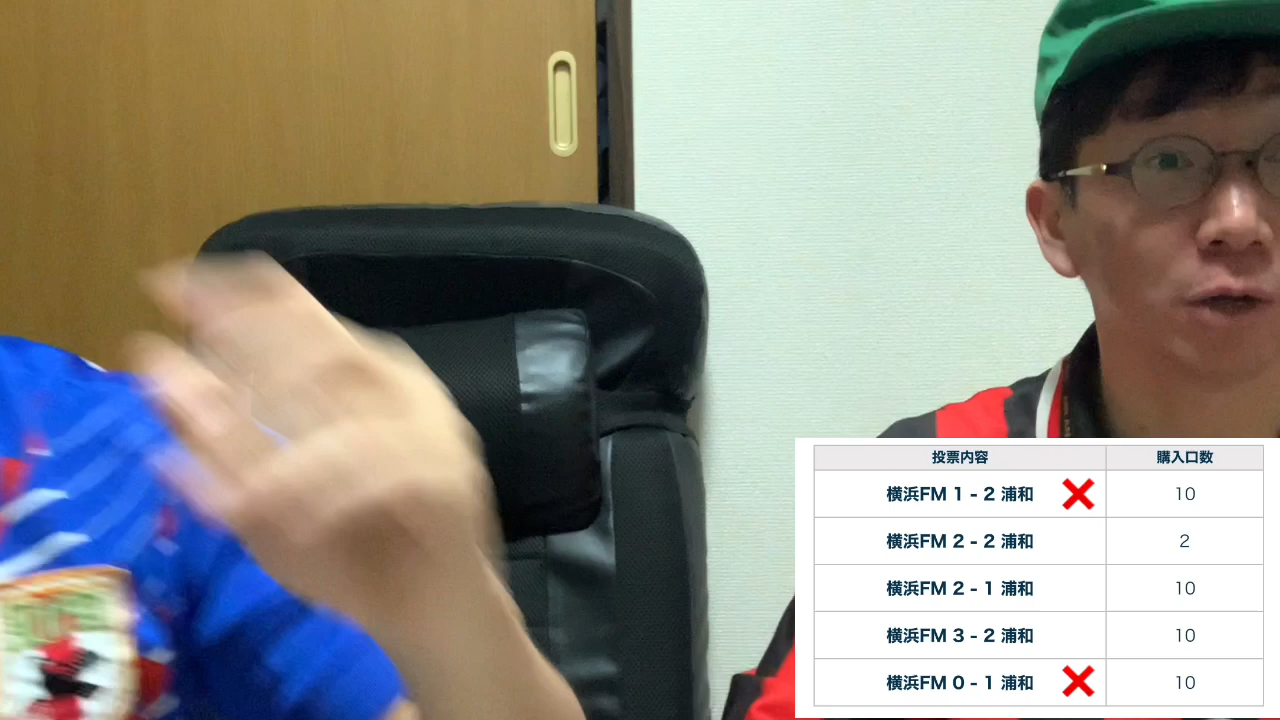 投票内容 購入口数
横浜FM 1 - 2 浦和 10
横浜FM 2 - 2 浦和 2
横浜FM 2 - 1 浦和 10
横浜FM 3 - 2 浦和 10
横浜FM 0 - 1 浦和 10